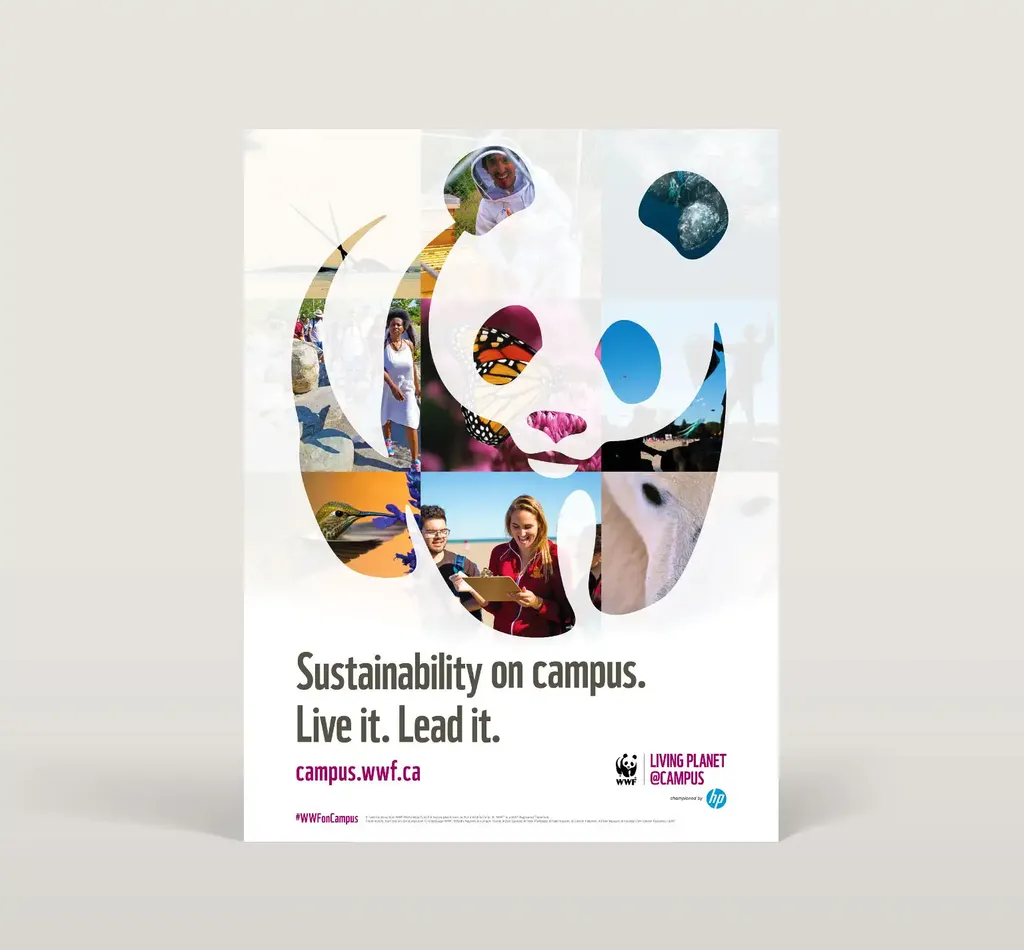 Sustainability on campus.
Live it. Lead it.
campus.wwf.ca
WWF
LIVING PLANET
@CAMPUS
championed by hp
#WWFonCampus